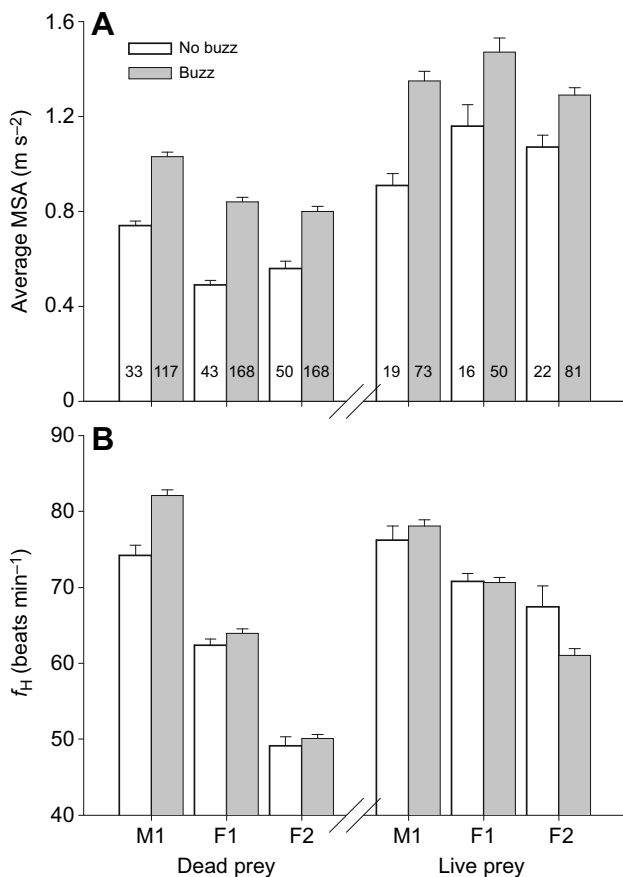 A
No buzz
Buzz
Average MSA (m s⁻²)
1.6
1.2
0.8
0.4
0
33 117 43 168 50 168 19 73 16 50 22 81
B
fH (beats min⁻¹)
90
80
70
60
50
40
M1 F1 F2 M1 F1 F2
Dead prey Live prey